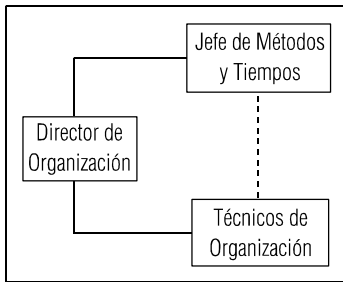 Jefe de Métodos
y Tiempos
Director de
Organización
Técnicos de
Organización